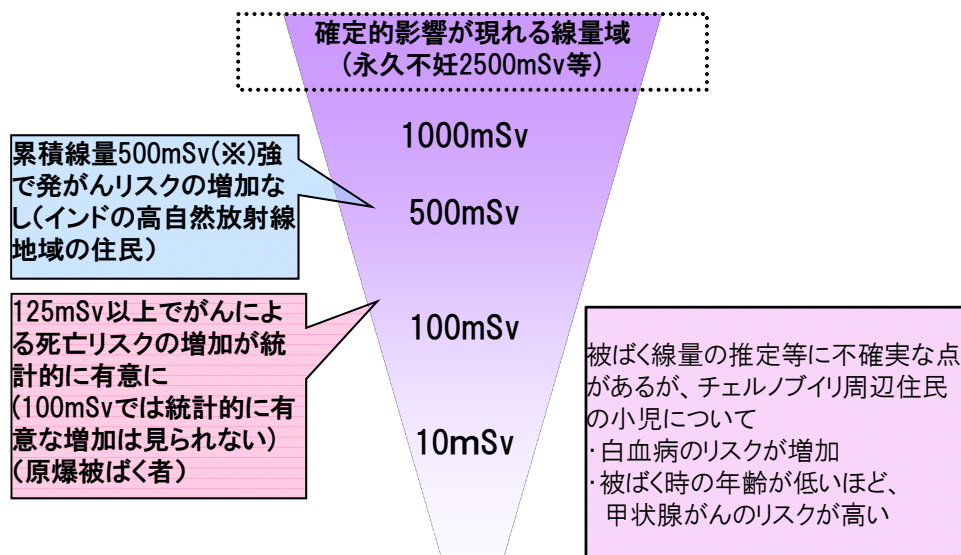 確定的影響が現れる線量域
(永久不妊2500mSv等)
1000mSv
累積線量500mSv(※)強
で発がんリスクの増加な
し(インドの高自然放射線
地域の住民)
500mSv
125mSv以上でがんによ
る死亡リスクの増加が統
計的に有意に
(100mSvでは統計的に有
意な増加は見られない)
(原爆被ばく者)
100mSv
10mSv
被ばく線量の推定等に不確実な点
があるが、チェルノブイリ周辺住民
の小児について
・白血病のリスクが増加
・被ばく時の年齢が低いほど、
甲状腺がんのリスクが高い